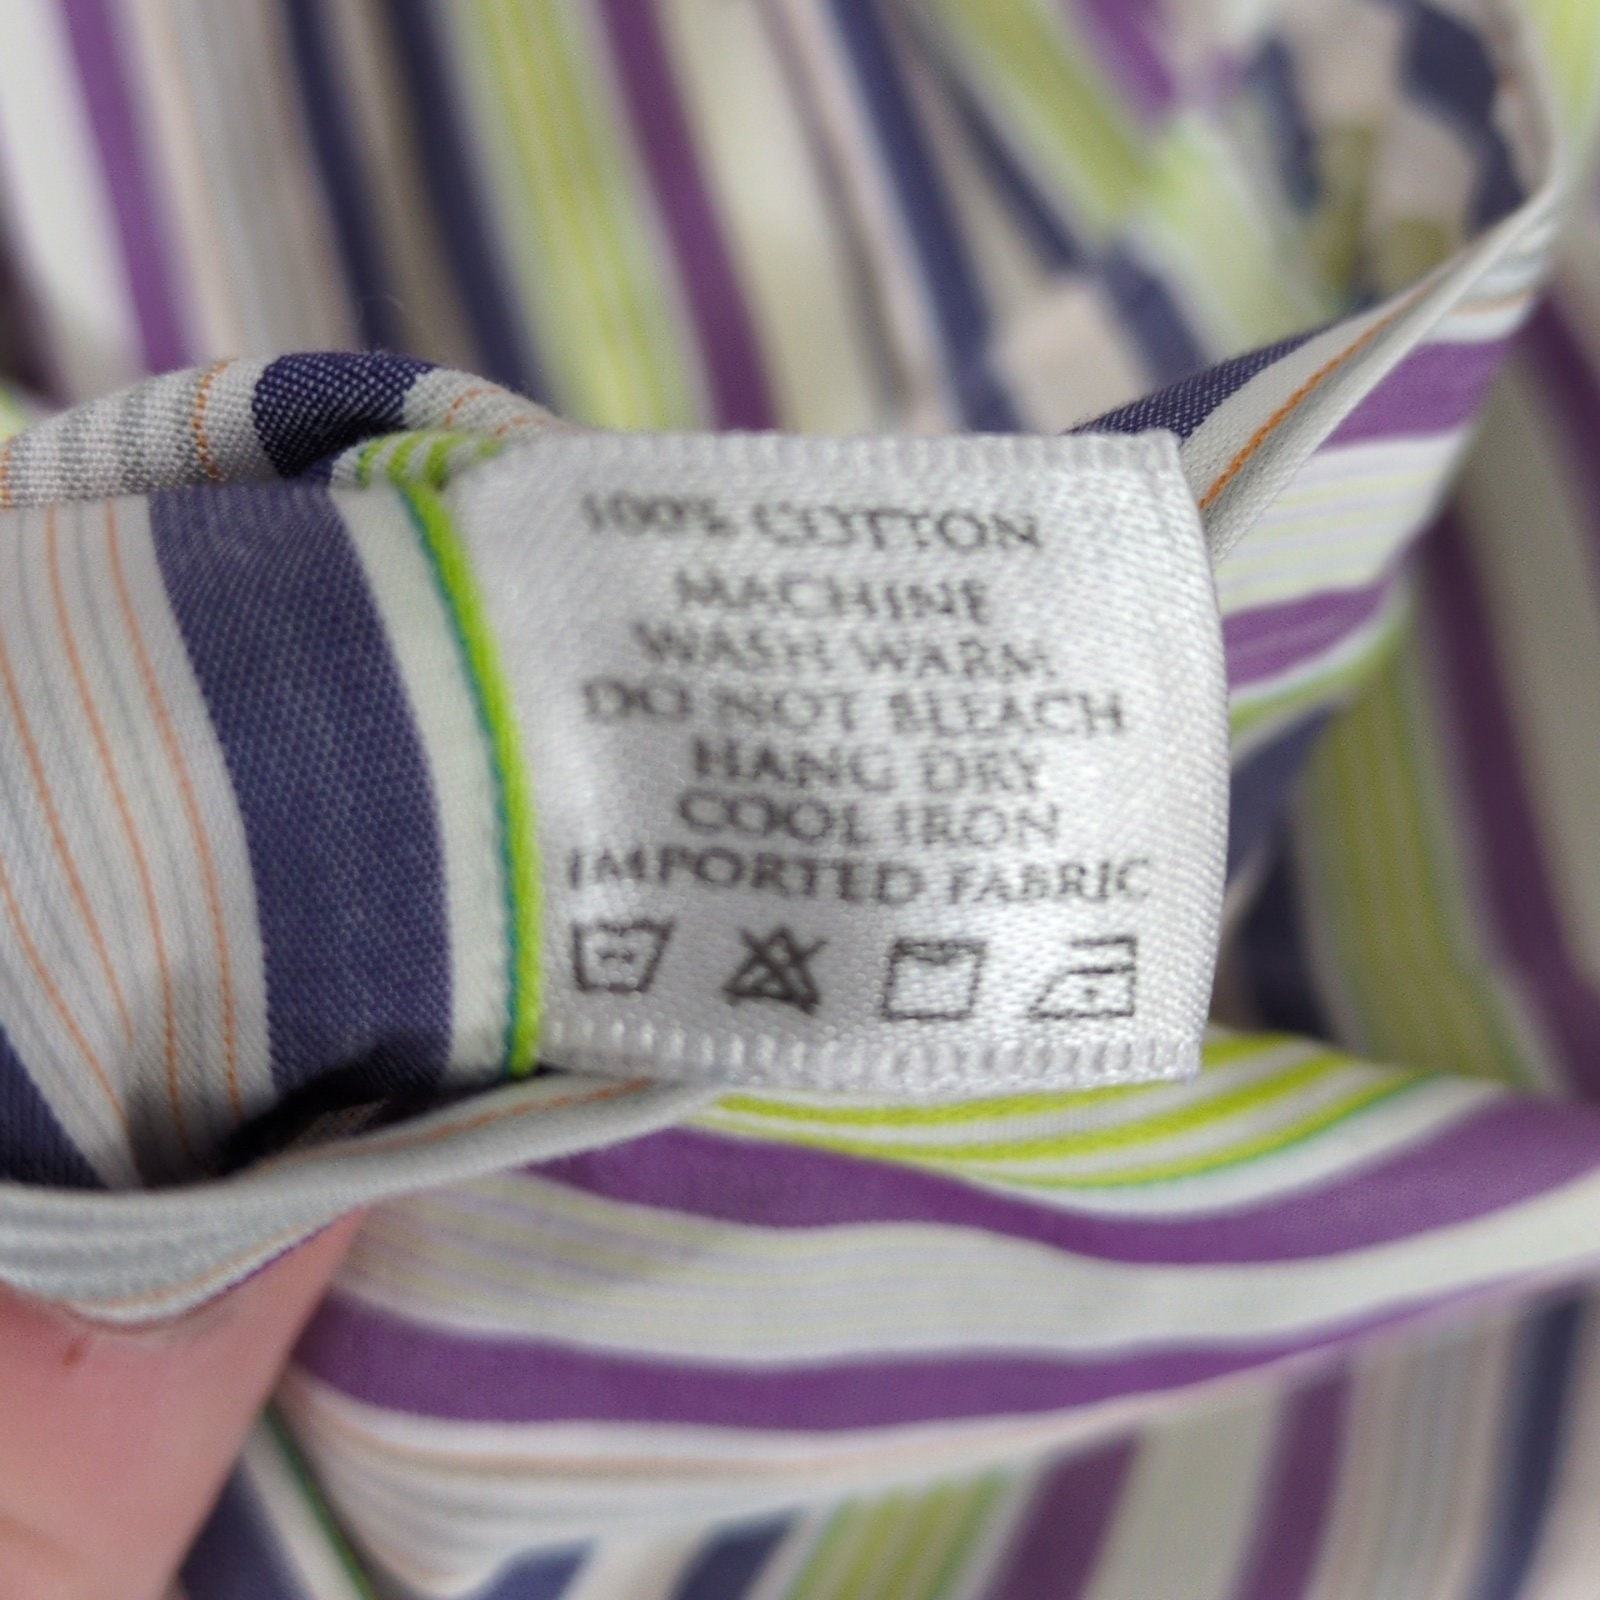 100% COTTON
MACHINE
WASH WARM
DO NOT BLEACH
HANG DRY
COOL IRON
IMPORTED FABRIC